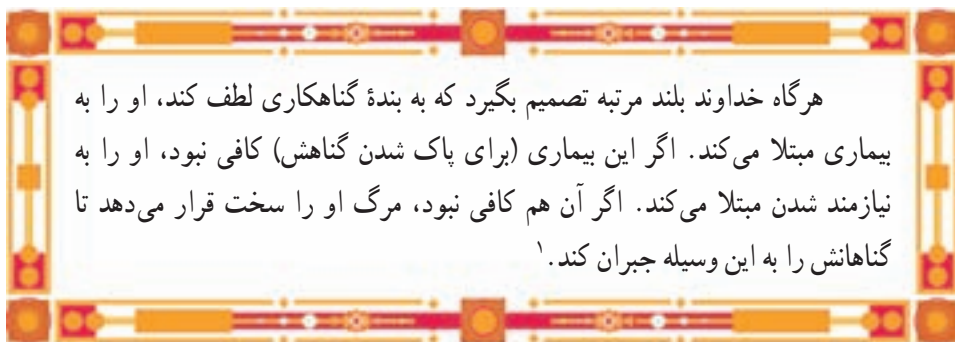 هرگاه خداوند بلند مرتبه تصمیم بگیرد که به بندۀ گناهکاری لطف کند، او را به
بیماری مبتلا می‌کند. اگر این بیماری (برای پاک شدن گناهش) کافی نبود، او را به
نیازمند شدن مبتلا می‌کند. اگر آن هم کافی نبود، مرگ او را سخت قرار می‌دهد تا
گناهانش را به این وسیله جبران کند.۱